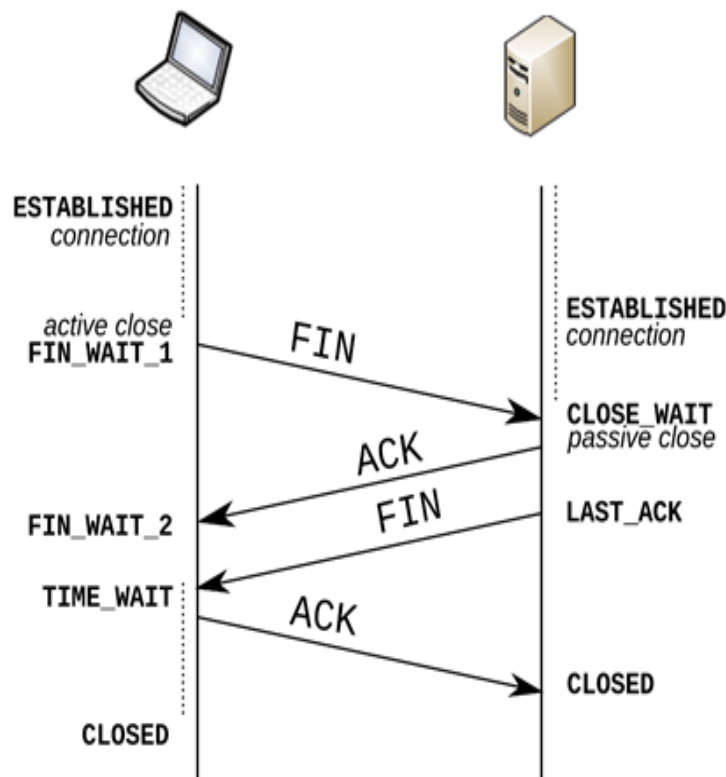 ESTABLISHED
connection
active close
FIN_WAIT_1
FIN
ESTABLISHED
connection
CLOSE_WAIT
passive close
ACK
FIN_WAIT_2
FIN
LAST_ACK
TIME_WAIT
ACK
CLOSED
CLOSED